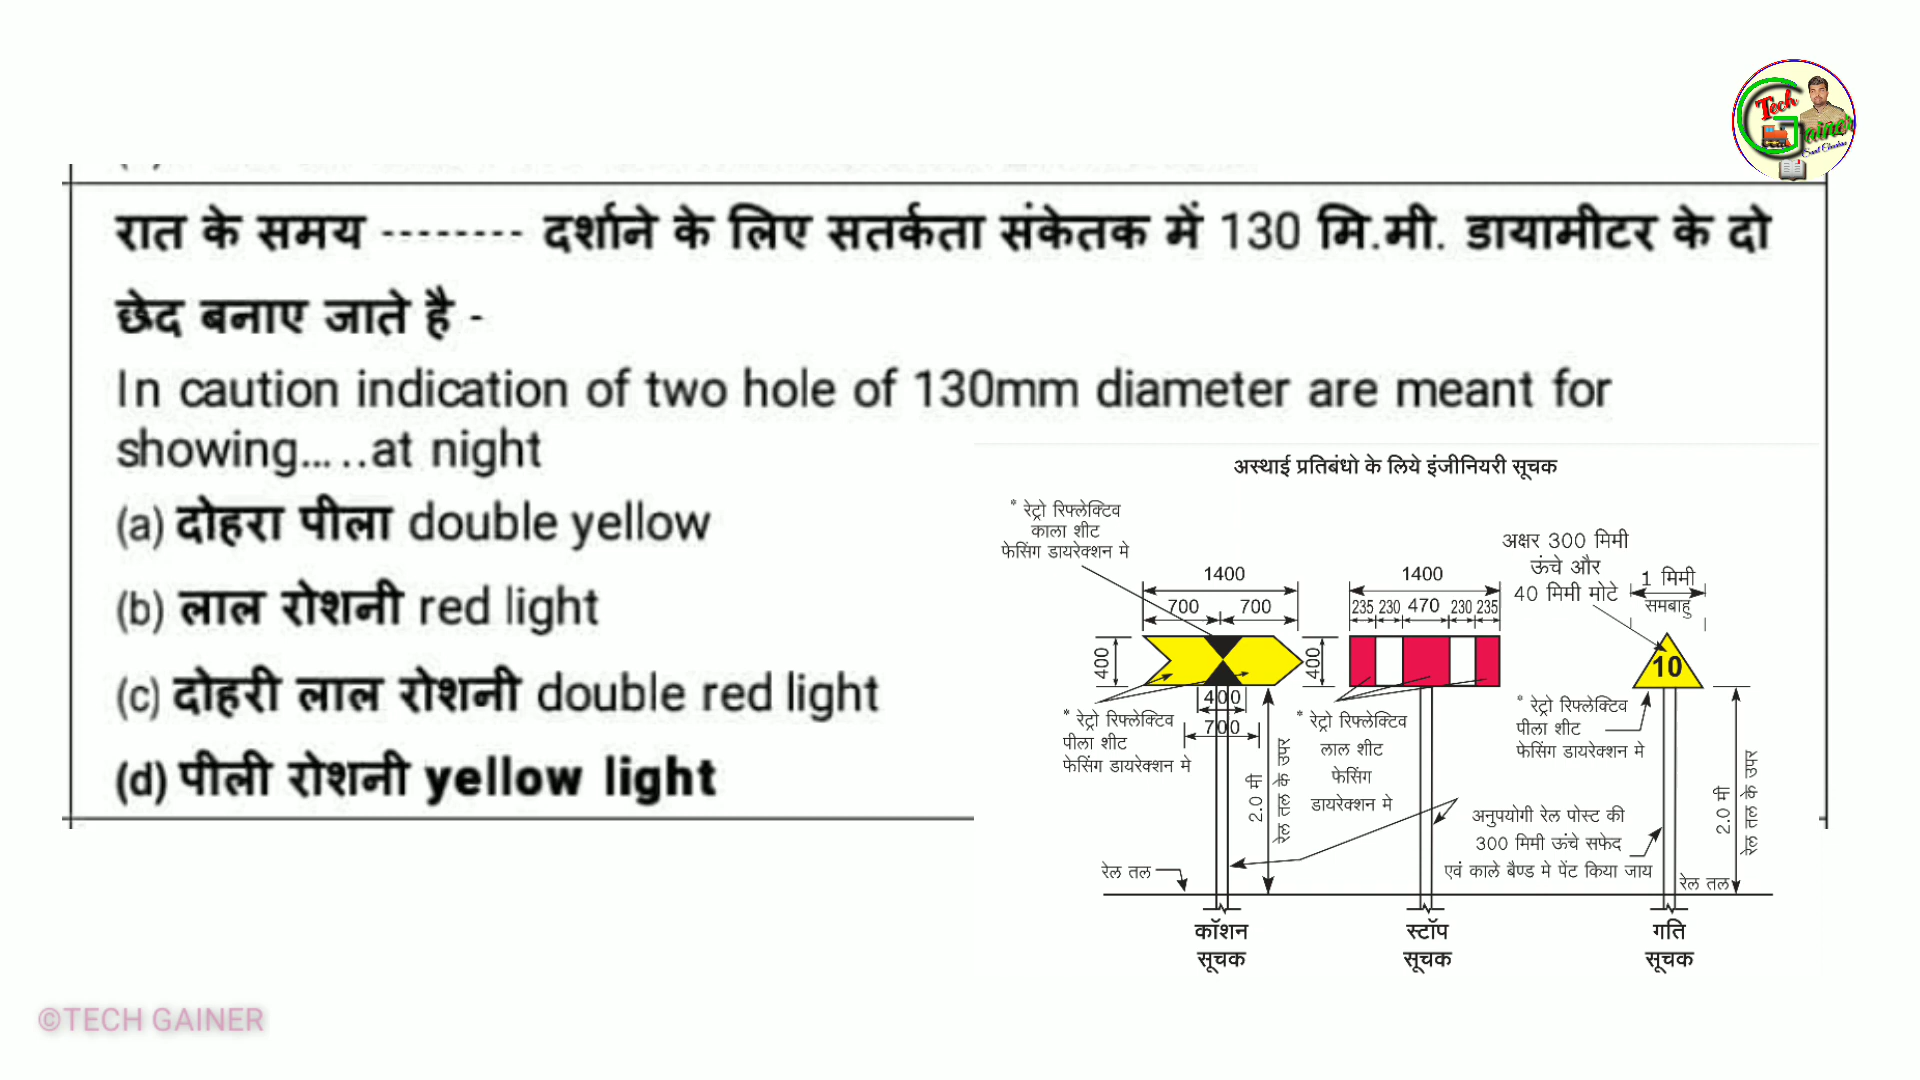 Tech
Gainer
रात के समय -------- दर्शाने के लिए सतर्कता संकेतक में 130 मि.मी. डायामीटर के दो
छेद बनाए जाते है -
In caution indication of two hole of 130mm diameter are meant for
showing.....at night
(a) दोहरा पीला double yellow
(b) लाल रोशनी red light
(c) दोहरी लाल रोशनी double red light
(d) पीली रोशनी yellow light
अस्थाई प्रतिबंधो के लिये इंजीनियरी सूचक
* रेट्रो रिफ्लेक्टिव
काला शीट
फेसिंग डायरेक्शन मे
1400
700 700
400
400
700
* रेट्रो रिफ्लेक्टिव
पीला शीट
फेसिंग डायरेक्शन मे
2.0 मी
रेल तल के उपर
1400
235 230 470 230 235
400
* रेट्रो रिफ्लेक्टिव
लाल शीट
फेसिंग
डायरेक्शन मे
अक्षर 300 मिमी
ऊंचे और
40 मिमी मोटे
1 मिमी
समबाहु
10
* रेट्रो रिफ्लेक्टिव
पीला शीट
फेसिंग डायरेक्शन मे
2.0 मी
रेल तल के उपर
अनुपयोगी रेल पोस्ट की
300 मिमी ऊंचे सफेद
एवं काले बैण्ड मे पेंट किया जाय
रेल तल
रेल तल
कॉशन
सूचक
स्टॉप
सूचक
गति
सूचक
©TECH GAINER